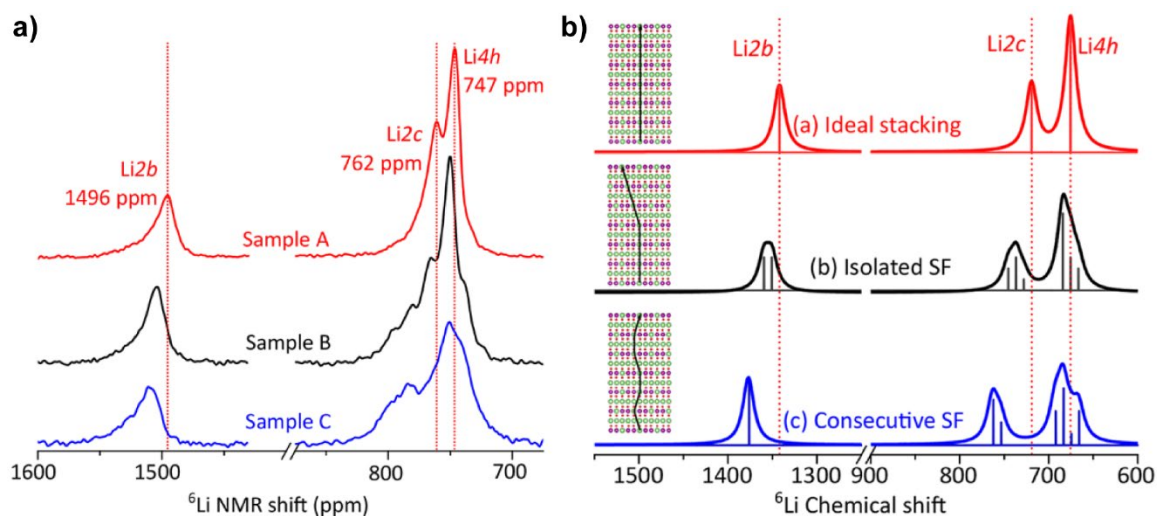 a)
Li2b
1496 ppm
Li2c
762 ppm
Li4h
747 ppm
Sample A
Sample B
Sample C
1600
1500
800
700
⁶Li NMR shift (ppm)
b)
Li2b
Li2c
Li4h
(a) Ideal stacking
(b) Isolated SF
(c) Consecutive SF
1500
1400
1300
900
800
700
600
⁶Li Chemical shift